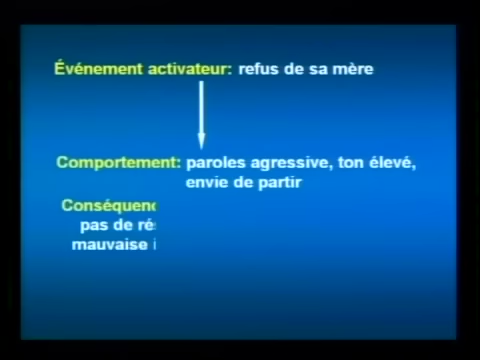 Événement activateur: refus de sa mère
Comportement: paroles agressive, ton élevé,
envie de partir
pas de
mauvaise